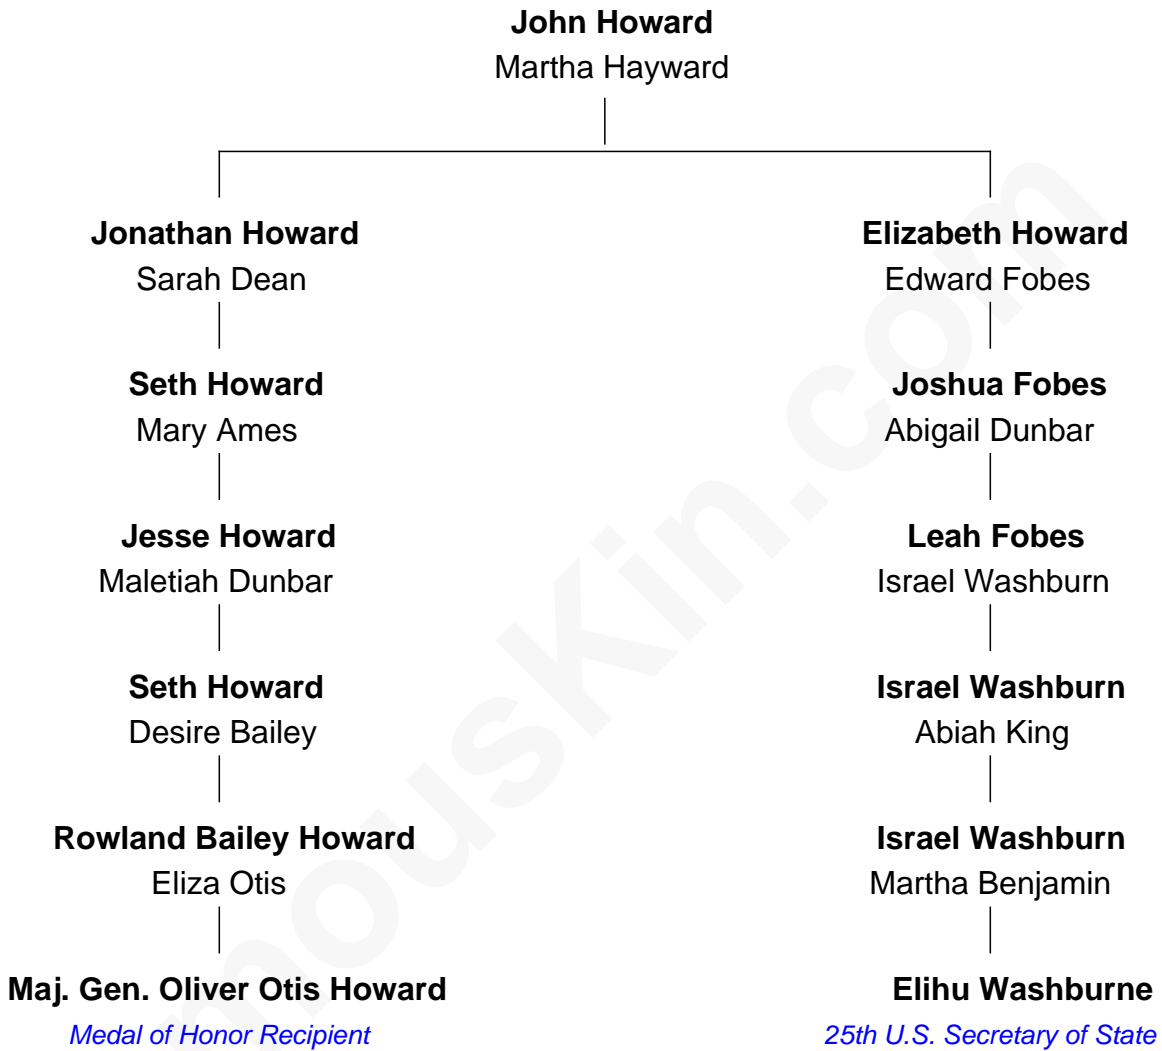 John Howard
Martha Hayward
Jonathan Howard
Sarah Dean
Elizabeth Howard
Edward Fobes
Seth Howard
Mary Ames
Joshua Fobes
Abigail Dunbar
Jesse Howard
Maletiah Dunbar
Leah Fobes
Israel Washburn
Seth Howard
Desire Bailey
Israel Washburn
Abiah King
Rowland Bailey Howard
Eliza Otis
Israel Washburn
Martha Benjamin
Maj. Gen. Oliver Otis Howard
Medal of Honor Recipient
Elihu Washburne
25th U.S. Secretary of State
mousKin.com